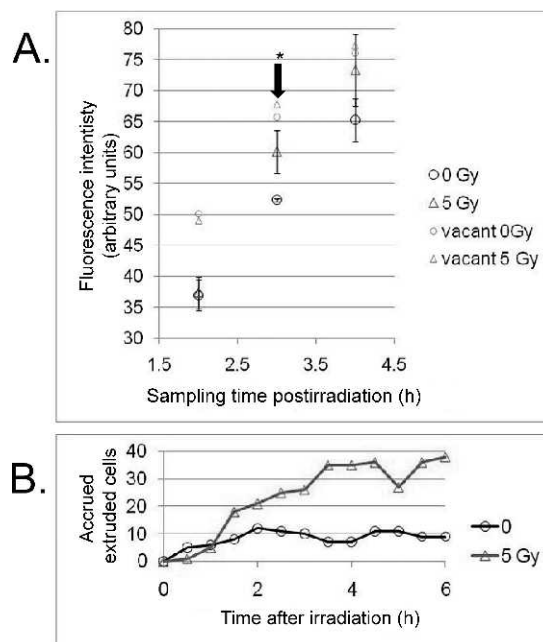 A.
*
80
75
70
65
60
55
50
45
40
35
30
1.5 2.5 3.5 4.5
Fluorescence intentisty
(arbitrary units)
Sampling time postirradiation (h)
0 Gy
5 Gy
vacant 0Gy
vacant 5 Gy
B.
40
30
20
10
0
0 2 4 6
Accrued
extruded cells
Time after irradiation (h)
0
5 Gy